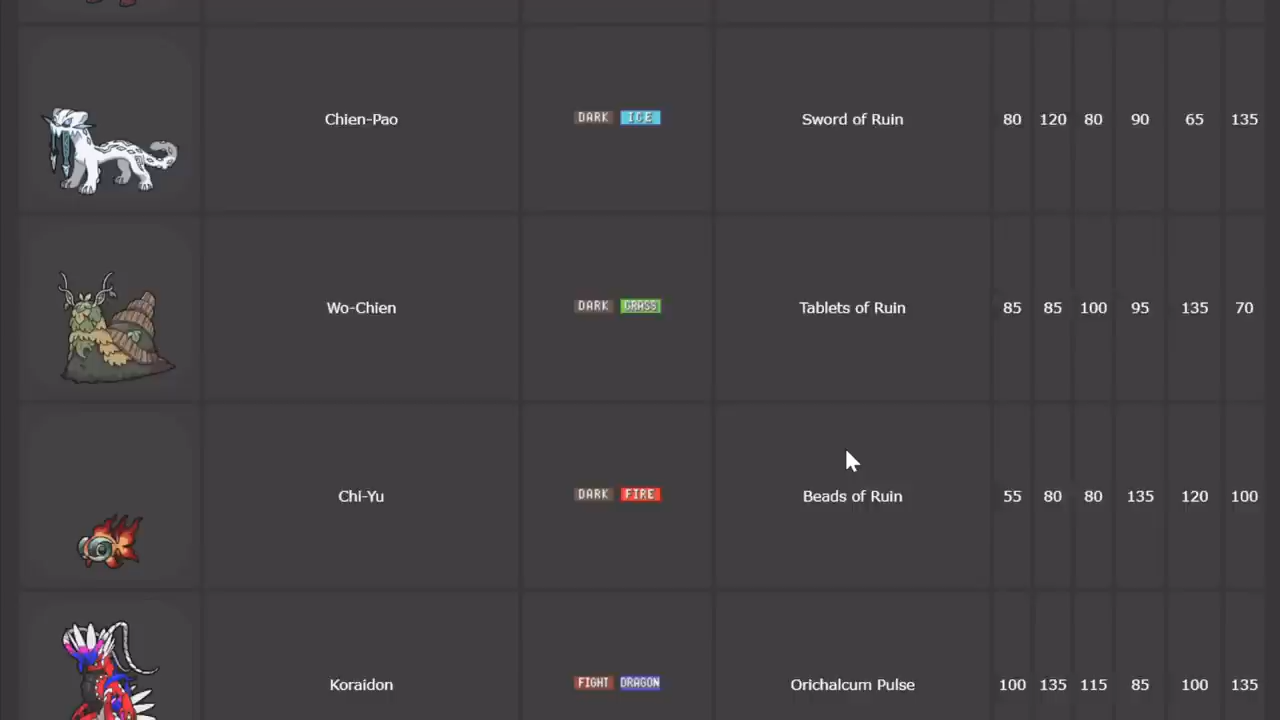 Chien-Pao DARK ICE Sword of Ruin 80 120 80 90 65 135
Wo-Chien DARK GRASS Tablets of Ruin 85 85 100 95 135 70
Chi-Yu DARK FIRE Beads of Ruin 55 80 80 135 120 100
Koraidon FIGHT DRAGON Orichalcum Pulse 100 135 115 85 100 135